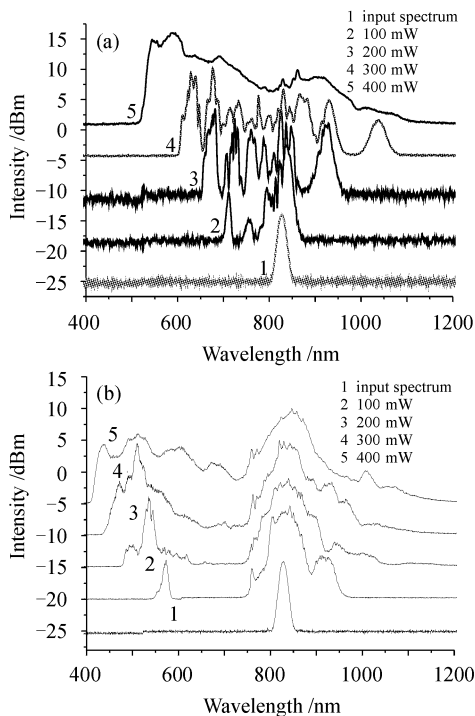 (a)
1 input spectrum
2 100 mW
3 200 mW
4 300 mW
5 400 mW
Intensity /dBm
15
10
5
0
−5
−10
−15
−20
−25
5
4
3
2
1
400 600 800 1000 1200
Wavelength /nm
(b)
1 input spectrum
2 100 mW
3 200 mW
4 300 mW
5 400 mW
Intensity /dBm
15
10
5
0
−5
−10
−15
−20
−25
5
4
3
2
1
400 600 800 1000 1200
Wavelength /nm